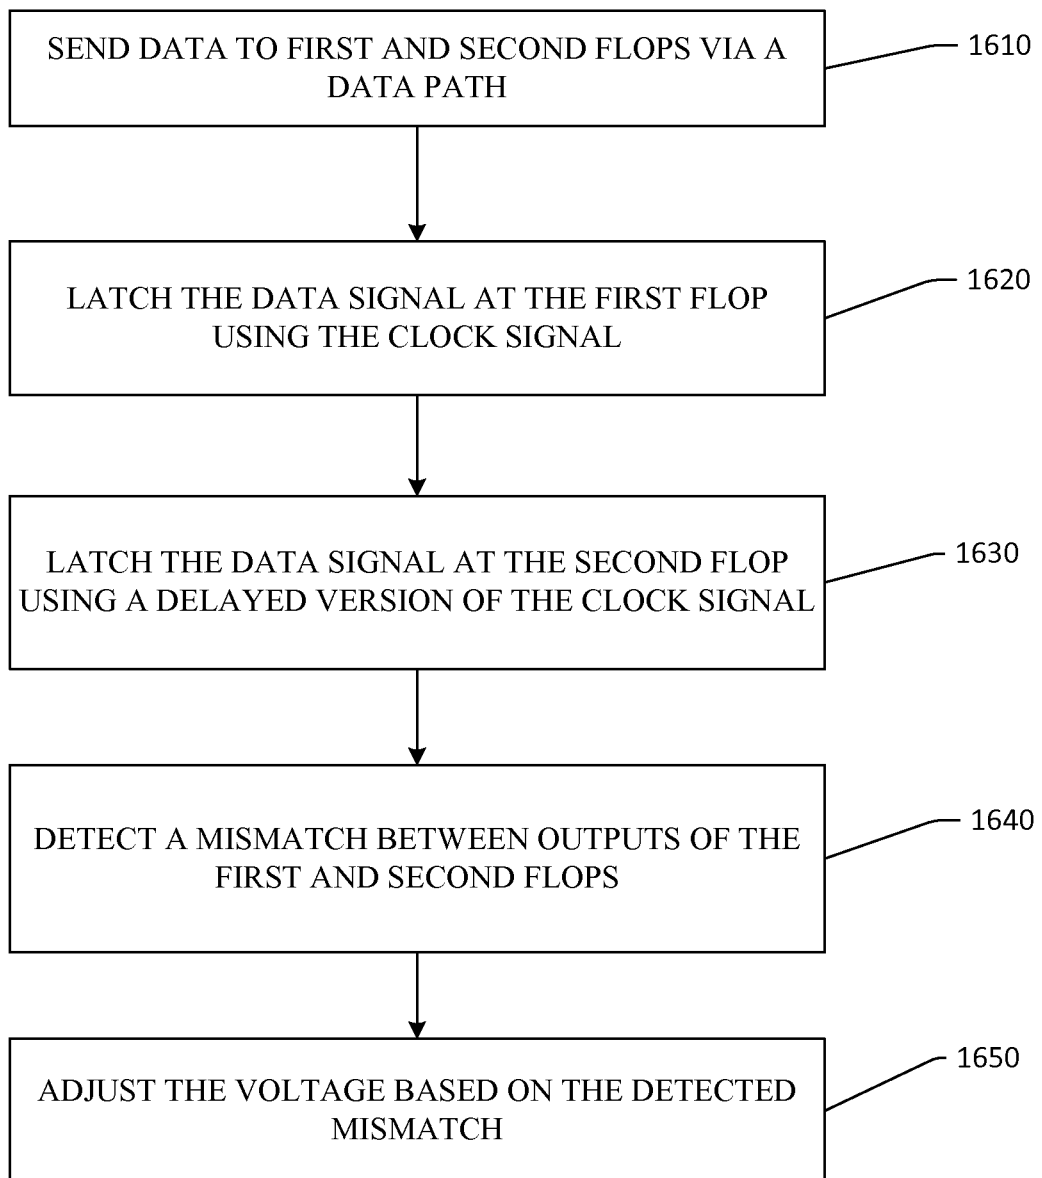 SEND DATA TO FIRST AND SECOND FLOPS VIA A
DATA PATH
1610
LATCH THE DATA SIGNAL AT THE FIRST FLOP
USING THE CLOCK SIGNAL
1620
LATCH THE DATA SIGNAL AT THE SECOND FLOP
USING A DELAYED VERSION OF THE CLOCK SIGNAL
1630
DETECT A MISMATCH BETWEEN OUTPUTS OF THE
FIRST AND SECOND FLOPS
1640
ADJUST THE VOLTAGE BASED ON THE DETECTED
MISMATCH
1650